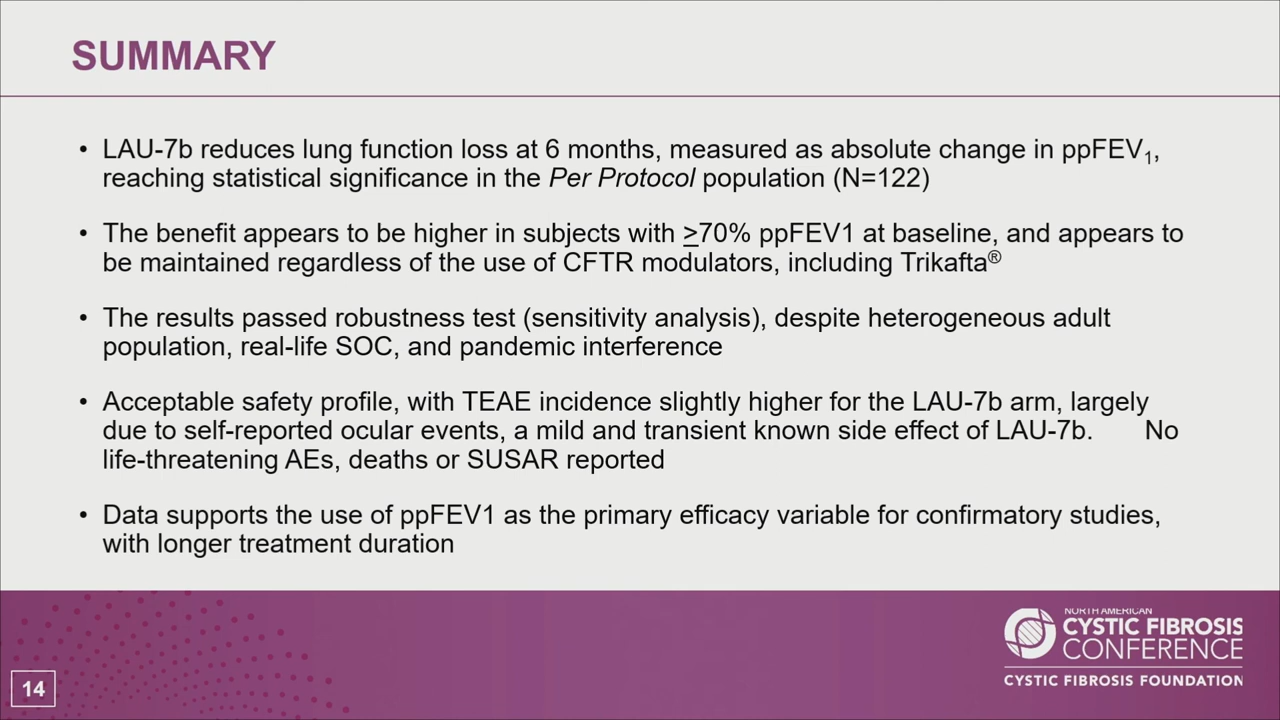 SUMMARY
• LAU-7b reduces lung function loss at 6 months, measured as absolute change in ppFEV₁,
reaching statistical significance in the Per Protocol population (N=122)
• The benefit appears to be higher in subjects with >70% ppFEV1 at baseline, and appears to
be maintained regardless of the use of CFTR modulators, including Trikafta®
• The results passed robustness test (sensitivity analysis), despite heterogeneous adult
population, real-life SOC, and pandemic interference
• Acceptable safety profile, with TEAE incidence slightly higher for the LAU-7b arm, largely
due to self-reported ocular events, a mild and transient known side effect of LAU-7b. No
life-threatening AEs, deaths or SUSAR reported
• Data supports the use of ppFEV1 as the primary efficacy variable for confirmatory studies,
with longer treatment duration
NORTH AMERICAN
CYSTIC FIBROSIS
CONFERENCE
CYSTIC FIBROSIS FOUNDATION
14